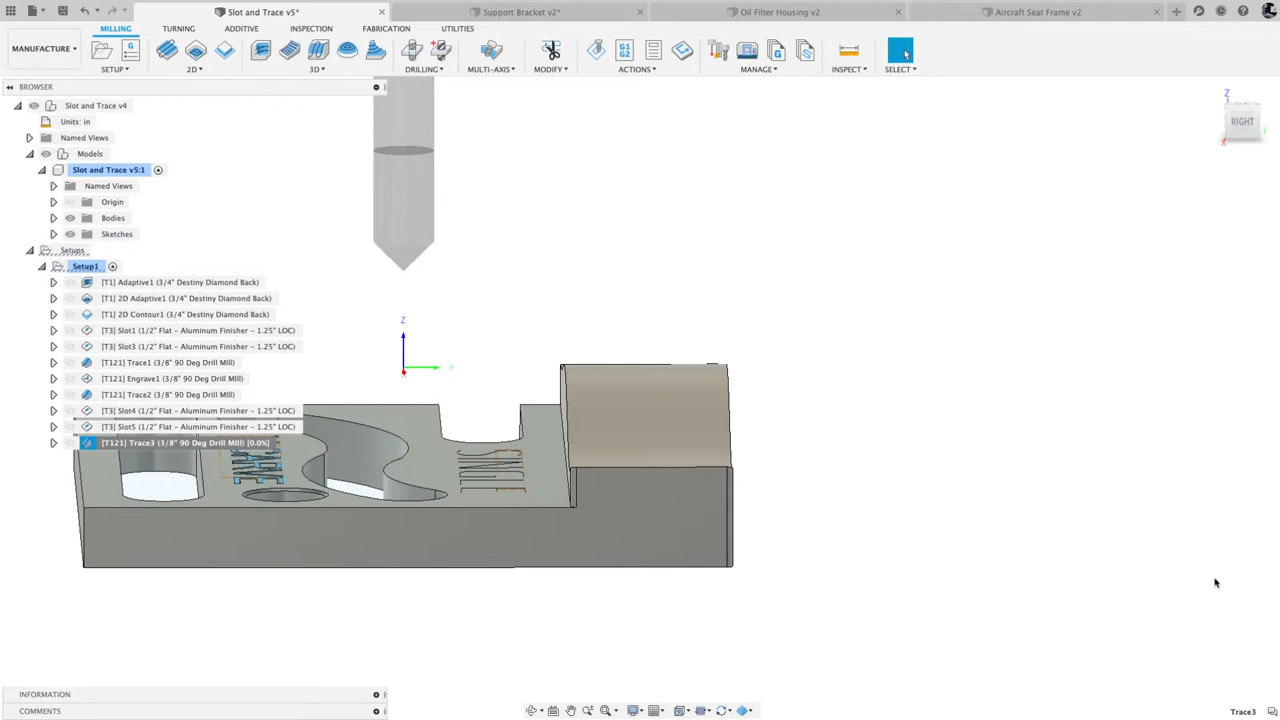 Slot and Trace v5*
Support Bracket v2*
Oil Filter Housing v2
Aircraft Seat Frame v2
MILLING
TURNING
ADDITIVE
INSPECTION
FABRICATION
UTILITIES
MANUFACTURE
G1
G2
G
SETUP
2D
3D
DRILLING
MULTI-AXIS
MODIFY
ACTIONS
MANAGE
INSPECT
SELECT
BROWSER
Slot and Trace v4
Units: in
Named Views
Models
Slot and Trace v5:1
Named Views
Origin
Bodies
Sketches
Setups
Setup1
[T1] Adaptive1 (3/4" Destiny Diamond Back)
[T1] 2D Adaptive1 (3/4" Destiny Diamond Back)
[T1] 2D Contour1 (3/4" Destiny Diamond Back)
[T3] Slot1 (1/2" Flat - Aluminum Finisher - 1.25" LOC)
[T3] Slot3 (1/2" Flat - Aluminum Finisher - 1.25" LOC)
[T121] Trace1 (3/8" 90 Deg Drill Mill)
[T121] Engrave1 (3/8" 90 Deg Drill Mill)
[T121] Trace2 (3/8" 90 Deg Drill Mill)
[T3] Slot4 (1/2" Flat - Aluminum Finisher - 1.25" LOC)
[T3] Slot5 (1/2" Flat - Aluminum Finisher - 1.25" LOC)
[T121] Trace3 (3/8" 90 Deg Drill Mill) [0.0%]
Z
Y
X
Z
RIGHT
Y
X
INFORMATION
COMMENTS
Trace3